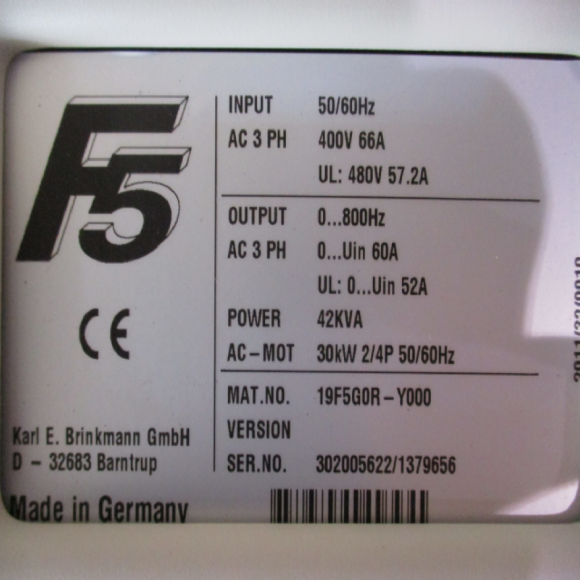 F5
INPUT 50/60Hz
AC 3 PH 400V 66A
UL: 480V 57.2A
OUTPUT 0...800Hz
AC 3 PH 0...Uin 60A
UL: 0...Uin 52A
POWER 42KVA
AC-MOT 30kW 2/4P 50/60Hz
CE
MAT.NO. 19F5G0R-Y000
VERSION
SER.NO. 302005622/1379656
Karl E. Brinkmann GmbH
D - 32683 Barntrup
Made in Germany